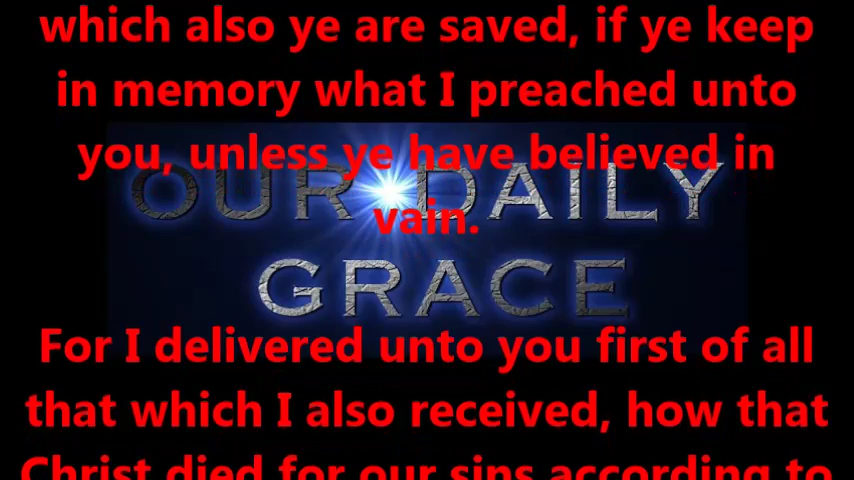 which also ye are saved, if ye keep
in memory what I preached unto
you, unless ye have believed in
vain.
OUR DAILY
GRACE
For I delivered unto you first of all
that which I also received, how that
Christ died for our sins according to